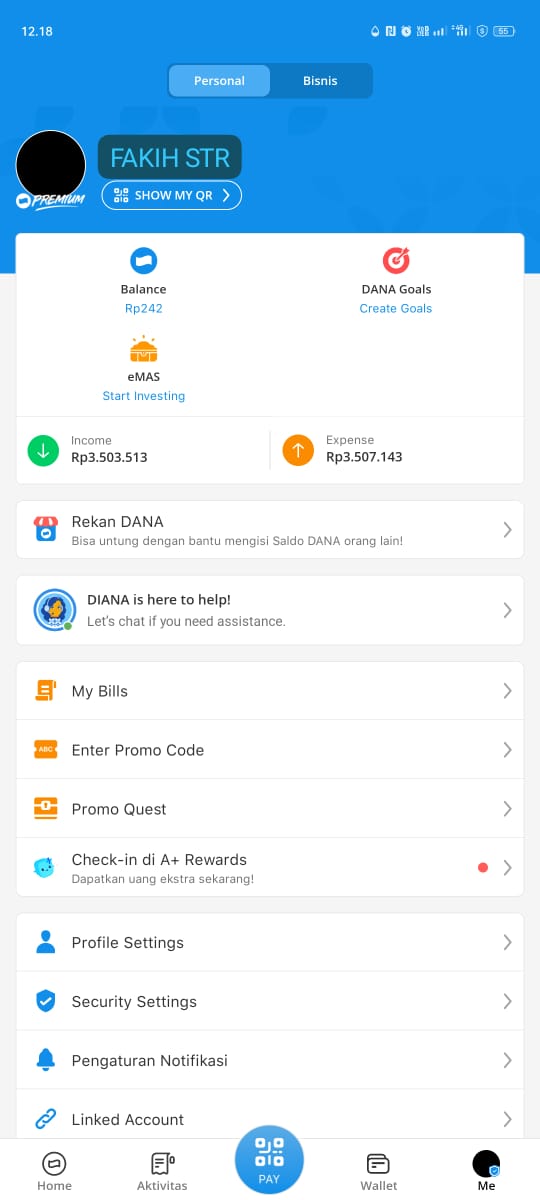 12.18
VoD
4G
55
Personal
Bisnis
FAKIH STR
PREMIUM
SHOW MY QR
Balance
Rp242
DANA Goals
Create Goals
eMAS
Start Investing
Income
Rp3.503.513
Expense
Rp3.507.143
Rekan DANA
Bisa untung dengan bantu mengisi Saldo DANA orang lain!
DIANA is here to help!
Let's chat if you need assistance.
My Bills
ABC
Enter Promo Code
Promo Quest
Check-in di A+ Rewards
Dapatkan uang ekstra sekarang!
Profile Settings
Security Settings
Pengaturan Notifikasi
Linked Account
Home
Aktivitas
PAY
Wallet
Me